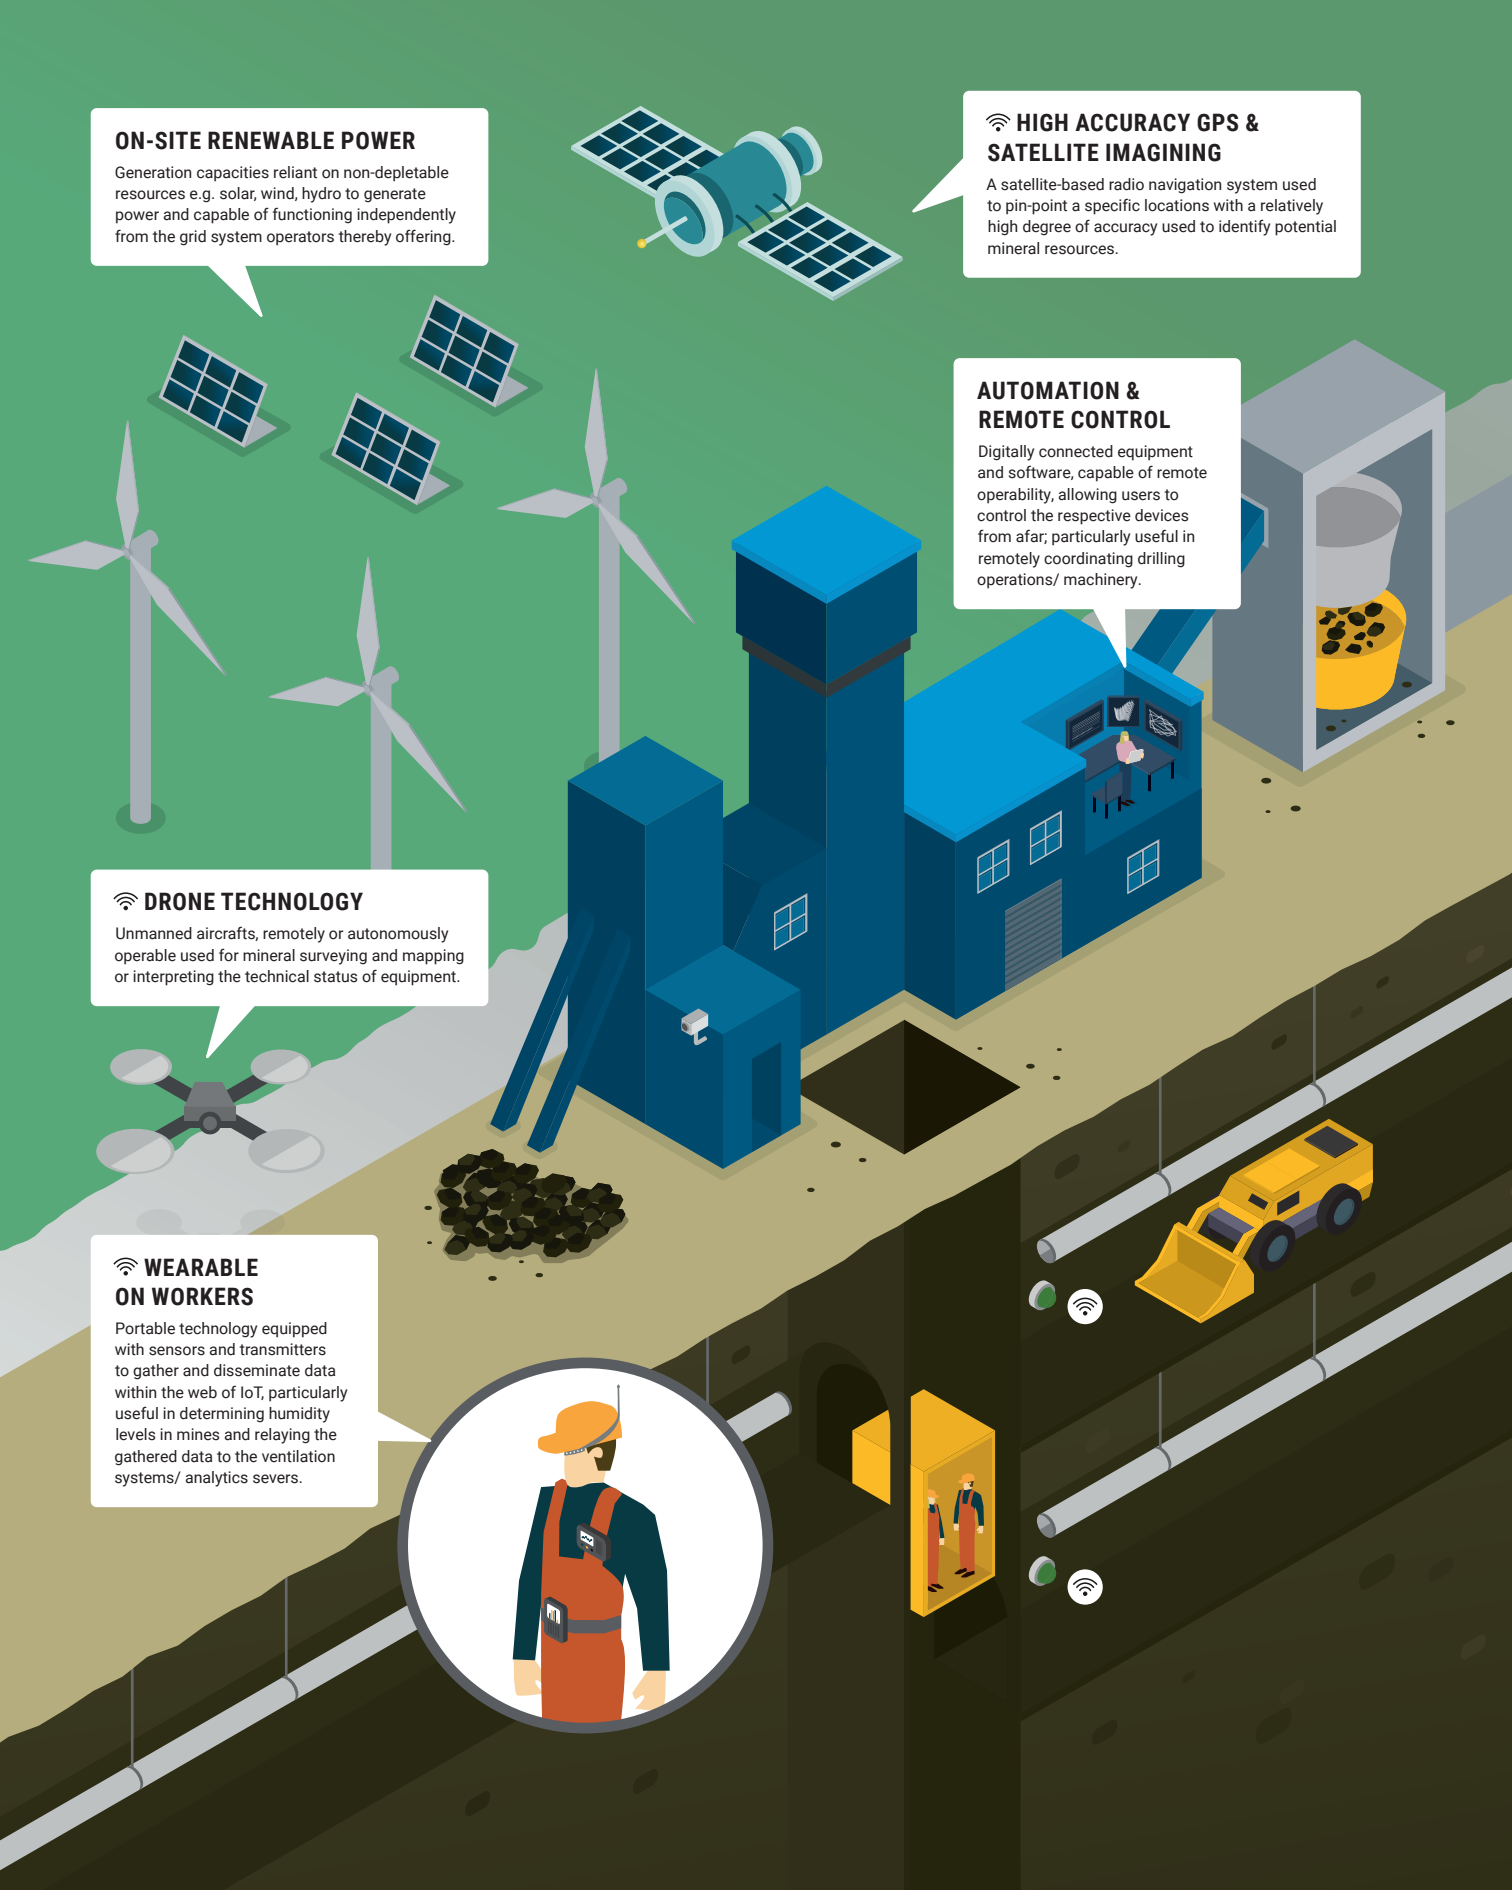 ON-SITE RENEWABLE POWER
Generation capacities reliant on non-depletable
resources e.g. solar, wind, hydro to generate
power and capable of functioning independently
from the grid system operators thereby offering.
HIGH ACCURACY GPS &
SATELLITE IMAGINING
A satellite-based radio navigation system used
to pin-point a specific locations with a relatively
high degree of accuracy used to identify potential
mineral resources.
AUTOMATION &
REMOTE CONTROL
Digitally connected equipment
and software, capable of remote
operability, allowing users to
control the respective devices
from afar; particularly useful in
remotely coordinating drilling
operations/ machinery.
DRONE TECHNOLOGY
Unmanned aircrafts, remotely or autonomously
operable used for mineral surveying and mapping
or interpreting the technical status of equipment.
WEARABLE
ON WORKERS
Portable technology equipped
with sensors and transmitters
to gather and disseminate data
within the web of IoT, particularly
useful in determining humidity
levels in mines and relaying the
gathered data to the ventilation
systems/ analytics severs.